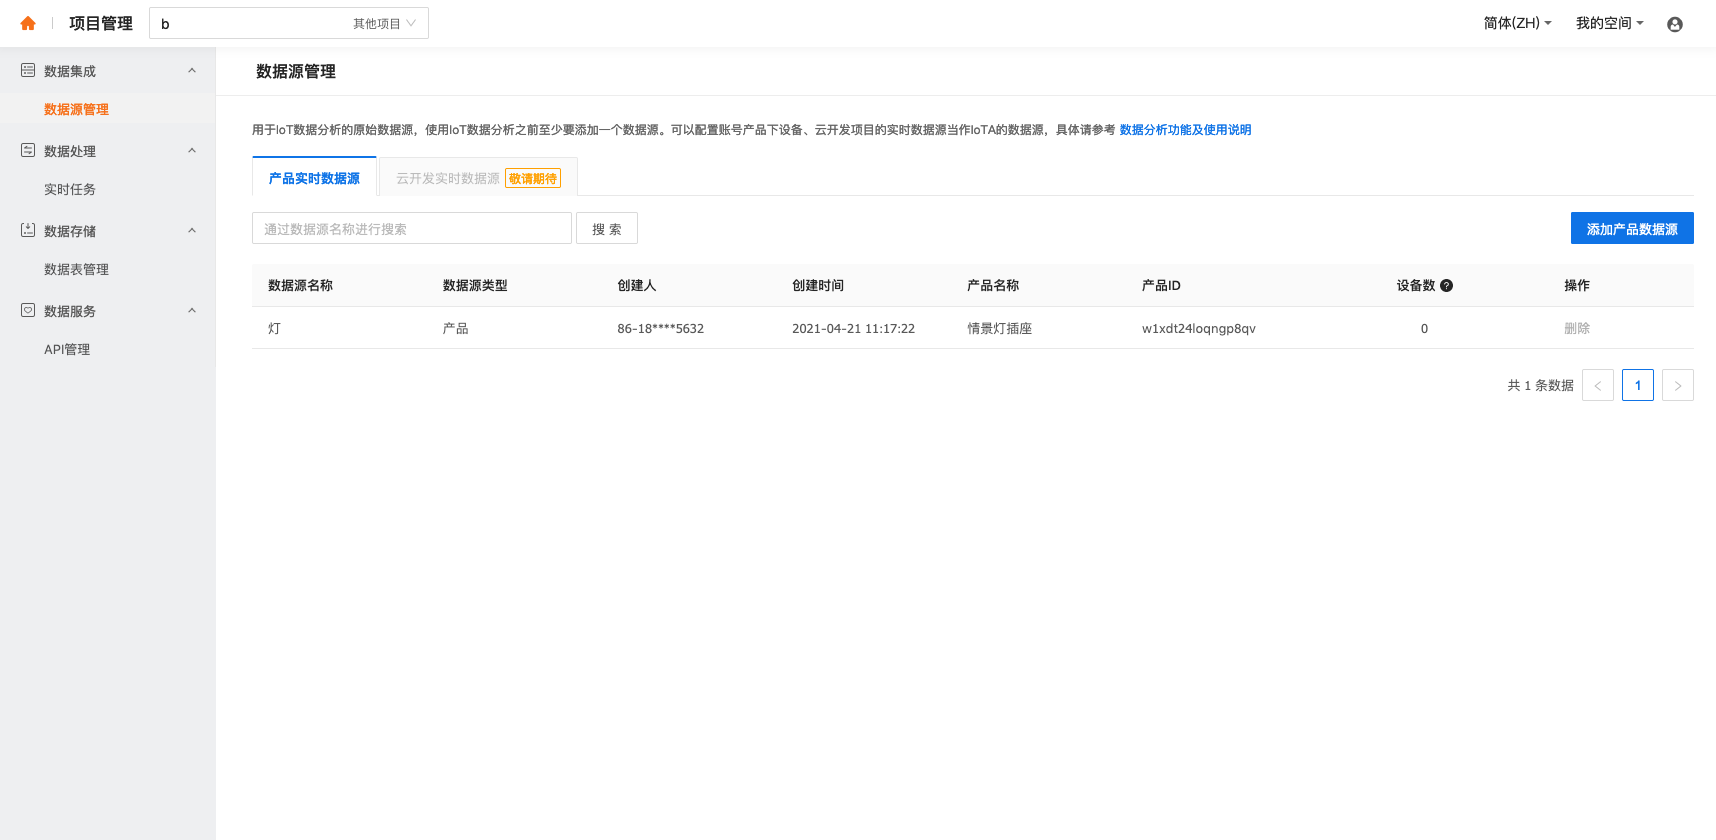 项目管理 b 其他项目 简体(ZH) 我的空间
数据集成
数据源管理
数据处理
实时任务
数据存储
数据表管理
数据服务
API管理
数据源管理
用于IoT数据分析的原始数据源，使用IoT数据分析之前至少要添加一个数据源。可以配置账号产品下设备、云开发项目的实时数据源当作IoTA的数据源，具体请参考 数据分析功能及使用说明
产品实时数据源 云开发实时数据源 敬请期待
通过数据源名称进行搜索 搜 索 添加产品数据源
数据源名称 数据源类型 创建人 创建时间 产品名称 产品ID 设备数 ? 操作
灯 产品 86-18****5632 2021-04-21 11:17:22 情景灯插座 w1xdt24loqngp8qv 0 删除
共 1 条数据 < 1 >